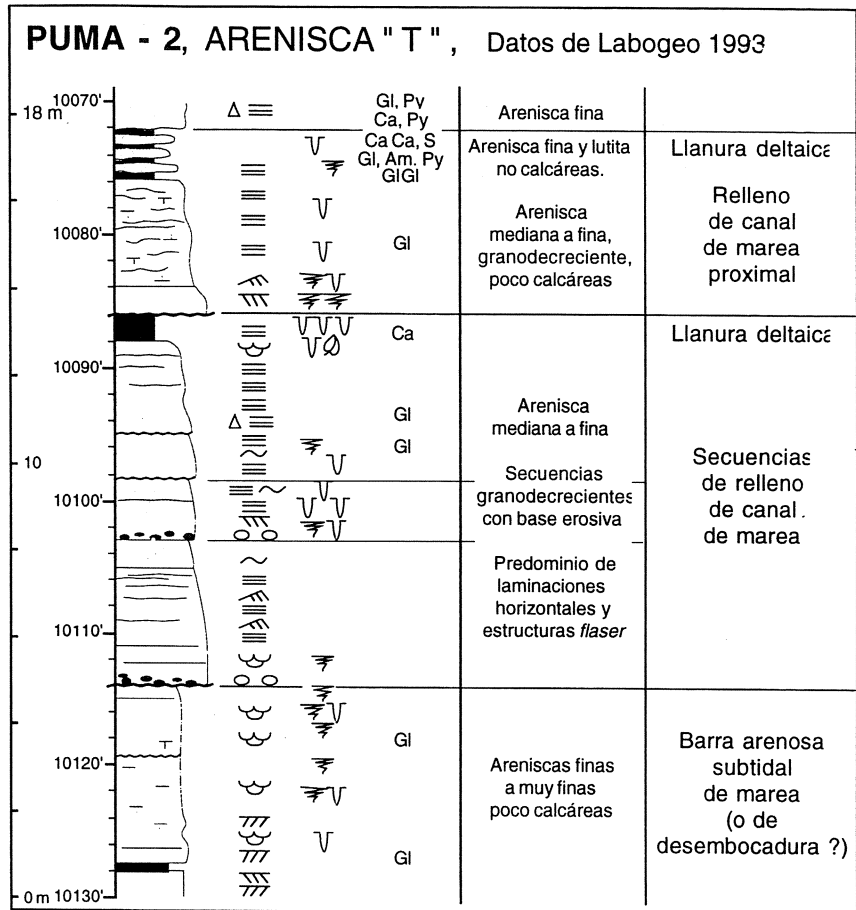 PUMA - 2, ARENISCA "T", Datos de Labogeo 1993
18 m
10070'
10080'
10090'
10
10100'
10110'
10120'
0 m
10130'
Gl, Pv
Ca, Py
Ca Ca, S
Gl, Am. Py
GlGl
Gl
Ca
Gl
Gl
Gl
Gl
Arenisca fina
Arenisca fina y lutita
no calcáreas.
Arenisca
mediana a fina,
granodecreciente,
poco calcáreas
Arenisca
mediana a fina
Secuencias
granodecrecientes
con base erosiva
Predominio de
laminaciones
horizontales y
estructuras flaser
Areniscas finas
a muy finas
poco calcáreas
Llanura deltaica
Relleno
de canal
de marea
proximal
Llanura deltaica
Secuencias
de relleno
de canal
de marea
Barra arenosa
subtidal
de marea
(o de
desembocadura ?)